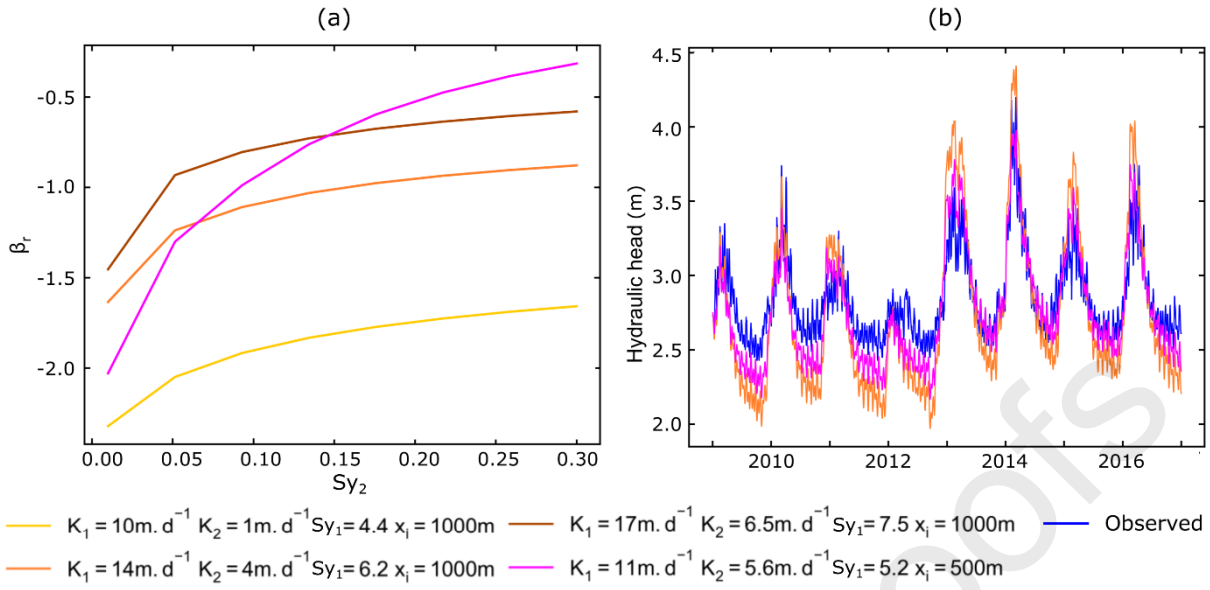 (a)
(b)
β_r
-0.5
-1.0
-1.5
-2.0
0.00 0.05 0.10 0.15 0.20 0.25 0.30
Sy₂
Hydraulic head (m)
4.5
4.0
3.5
3.0
2.5
2.0
2010 2012 2014 2016
K₁ = 10m. d⁻¹ K₂ = 1m. d⁻¹ Sy₁= 4.4 xᵢ = 1000m
K₁ = 17m. d⁻¹ K₂ = 6.5m. d⁻¹ Sy₁= 7.5 xᵢ = 1000m
Observed
K₁ = 14m. d⁻¹ K₂ = 4m. d⁻¹ Sy₁= 6.2 xᵢ = 1000m
K₁ = 11m. d⁻¹ K₂ = 5.6m. d⁻¹ Sy₁= 5.2 xᵢ = 500m